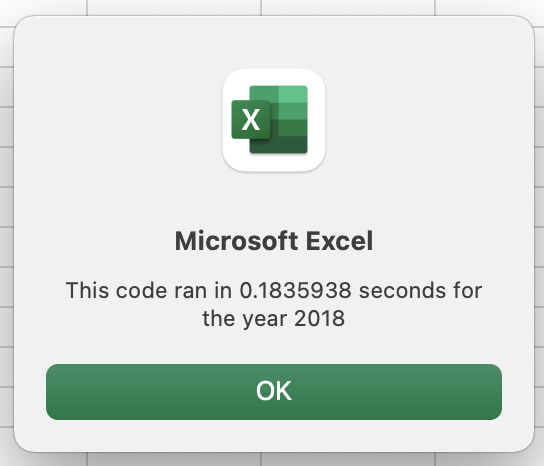 X
Microsoft Excel
This code ran in 0.1835938 seconds for
the year 2018
OK